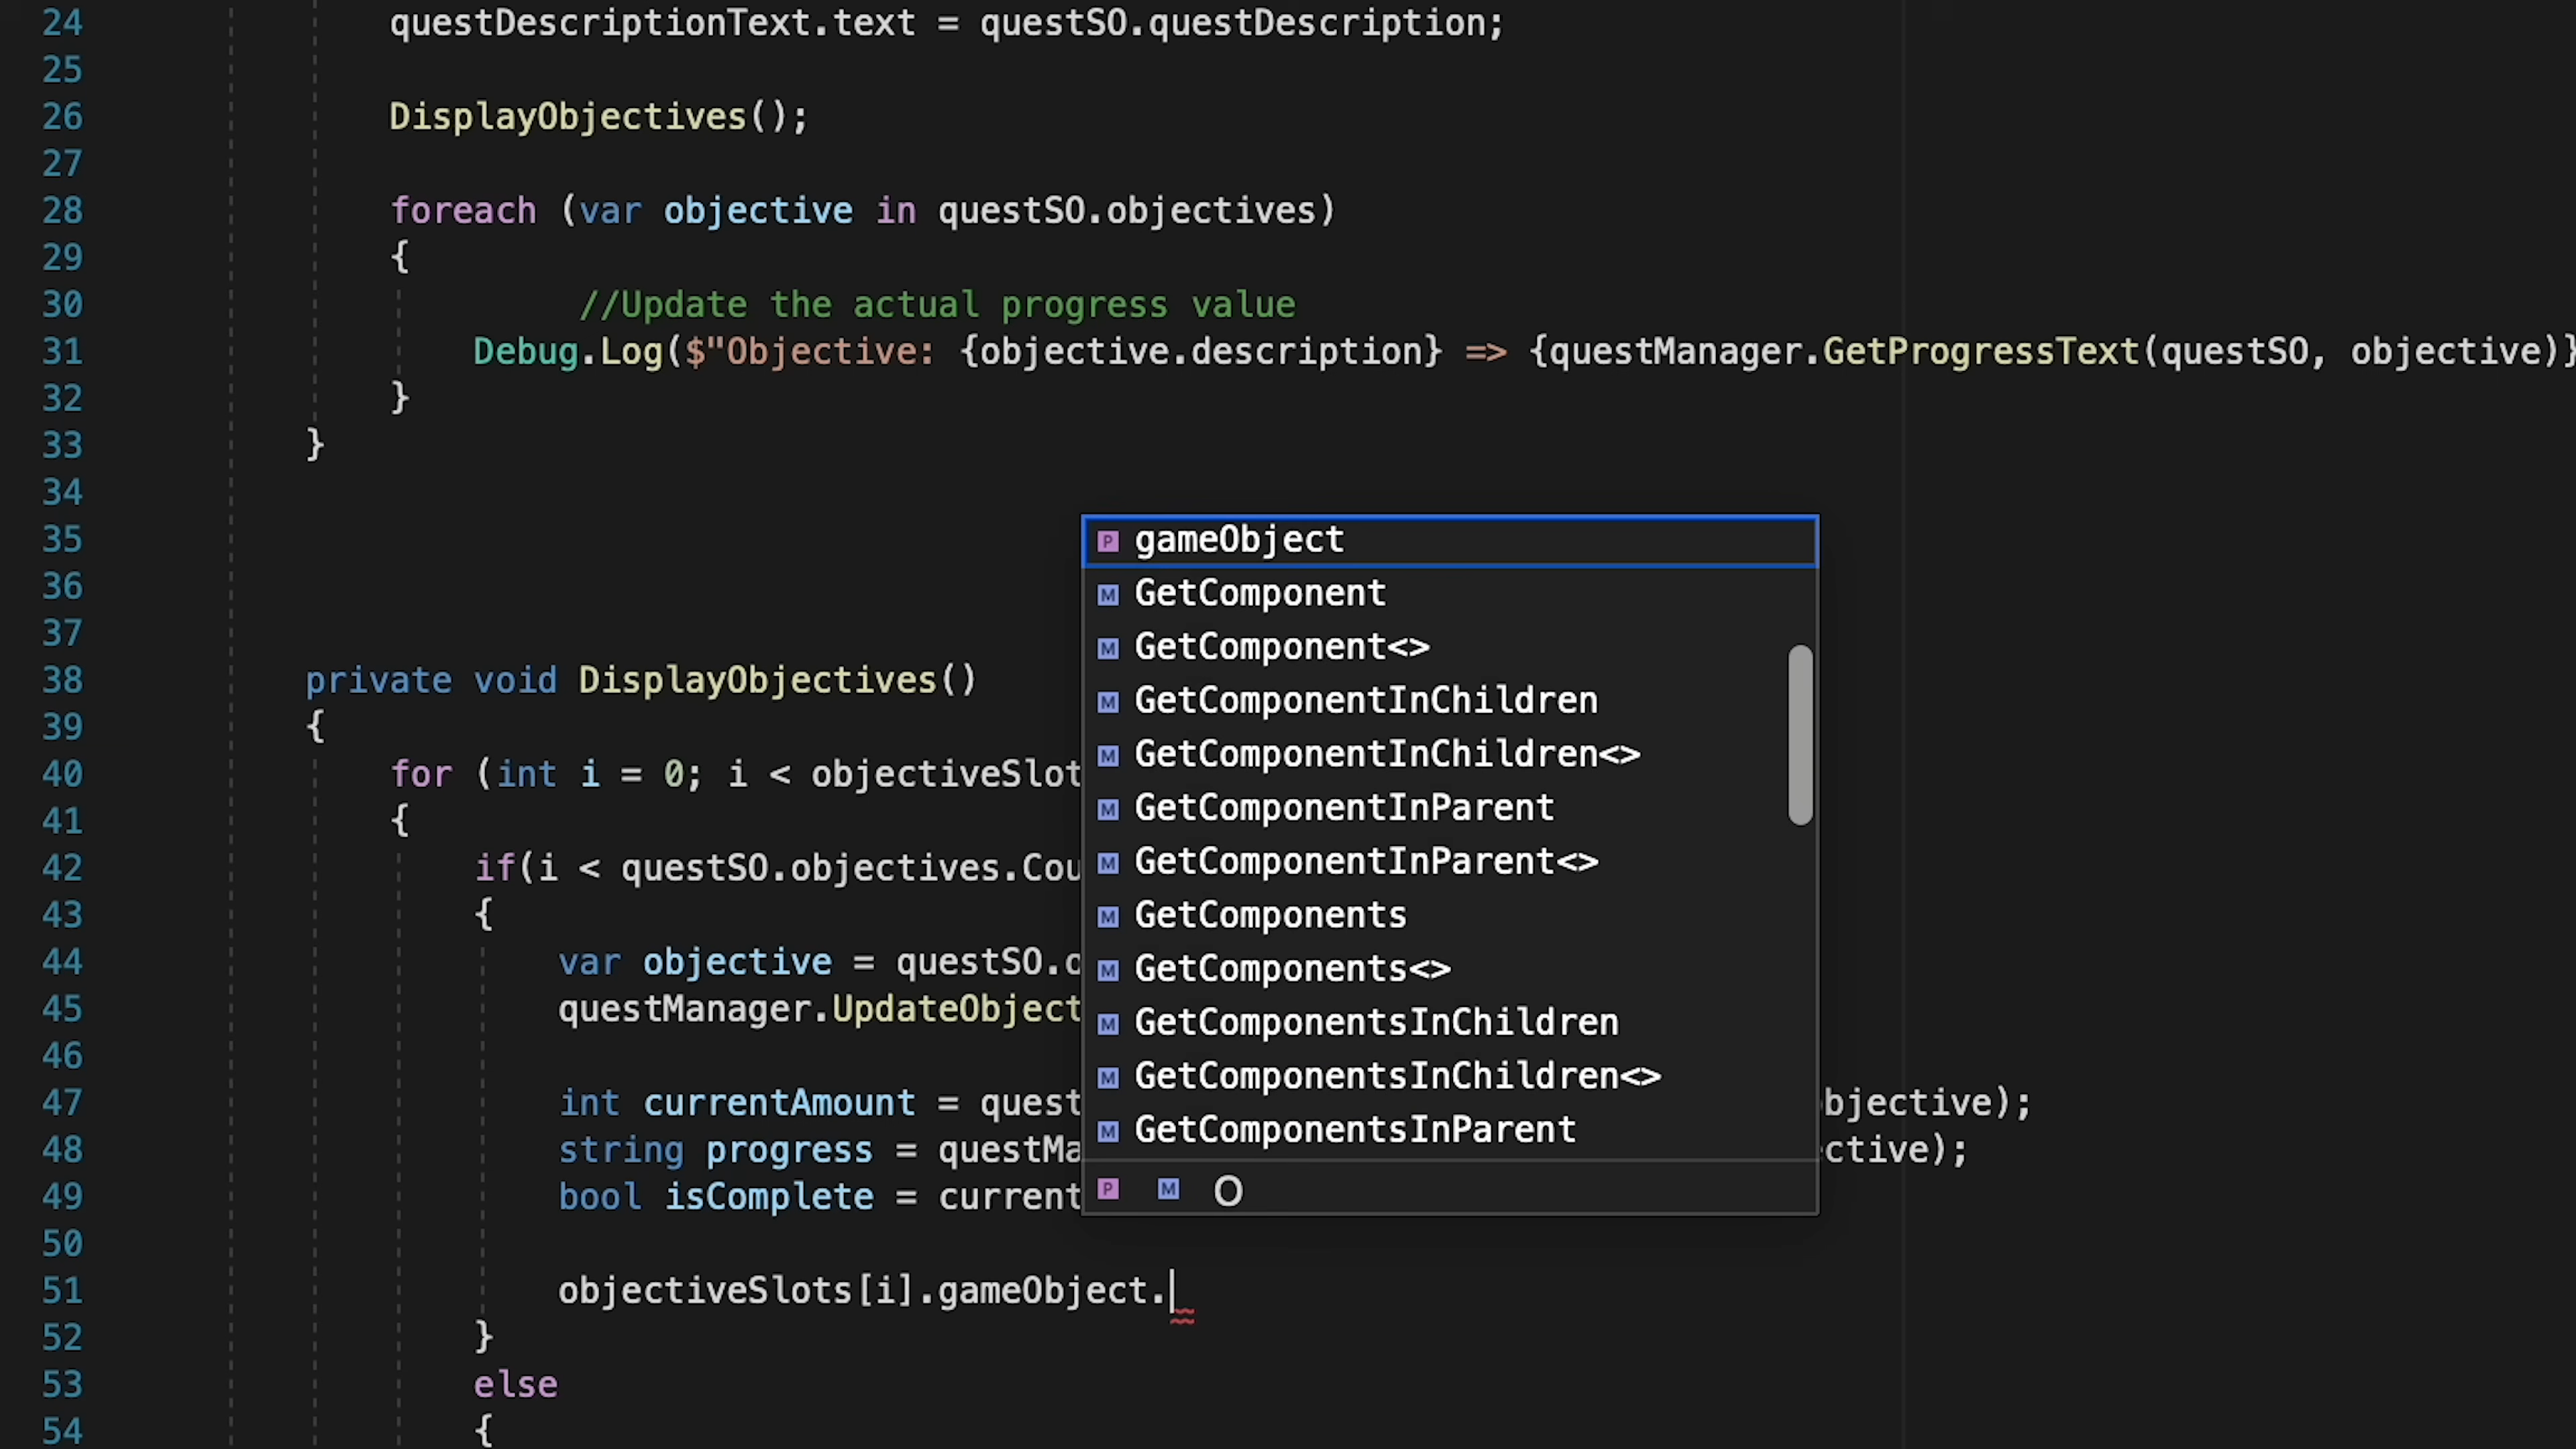 24 questDescriptionText.text = questSO.questDescription;
25
26 DisplayObjectives();
27
28 foreach (var objective in questSO.objectives)
29 {
30 //Update the actual progress value
31 Debug.Log($"Objective: {objective.description} => {questManager.GetProgressText(questSO, objective)}
32 }
33 }
34
35
36
37
38 private void DisplayObjectives()
39 {
40 for (int i = 0; i < objectiveSlot
41 {
42 if(i < questSO.objectives.Cou
43 {
44 var objective = questSO.o
45 questManager.UpdateObject
46
47 int currentAmount = quest bjective);
48 string progress = questMa ctive);
49 bool isComplete = current
50
51 objectiveSlots[i].gameObject.
52 }
53 else
54 {
P gameObject
M GetComponent
M GetComponent<>
M GetComponentInChildren
M GetComponentInChildren<>
M GetComponentInParent
M GetComponentInParent<>
M GetComponents
M GetComponents<>
M GetComponentsInChildren
M GetComponentsInChildren<>
M GetComponentsInParent
P M